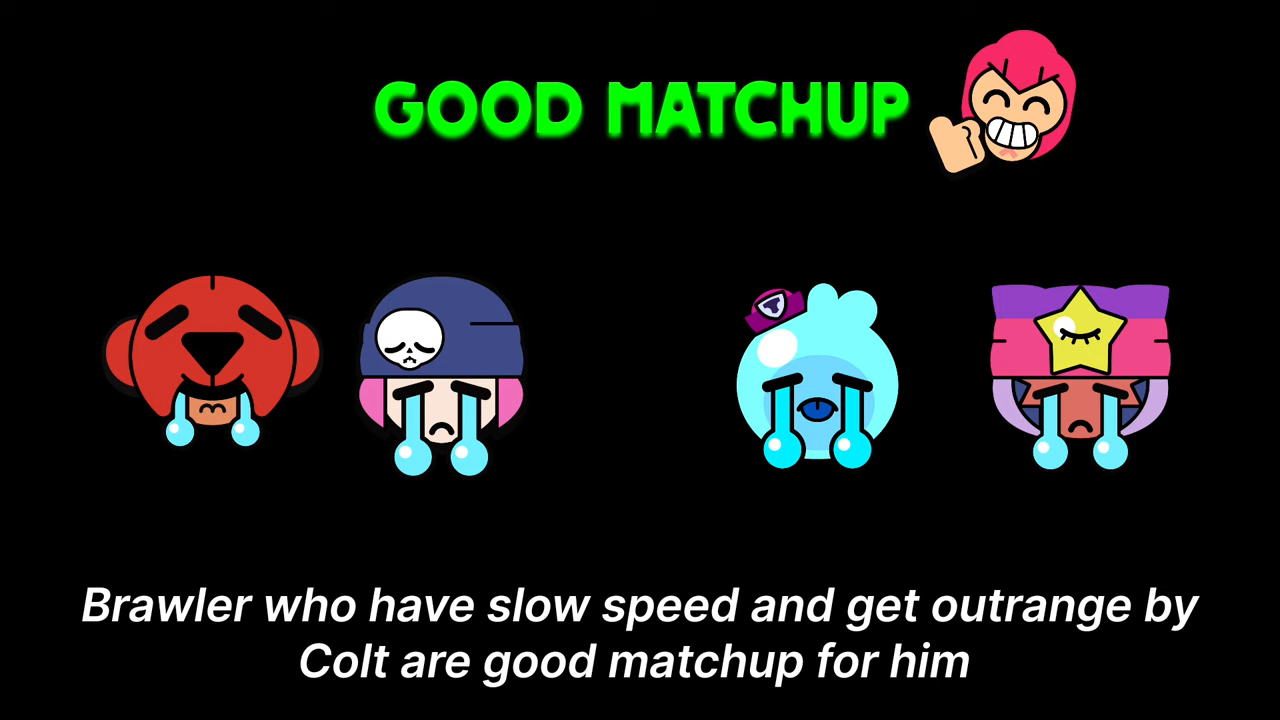 GOOD MATCHUP
Brawler who have slow speed and get outrange by
Colt are good matchup for him